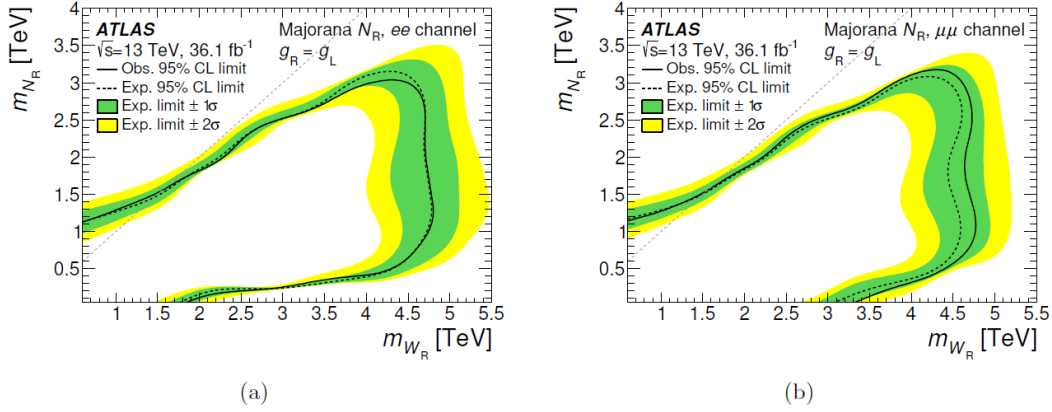 ATLAS
√s=13 TeV, 36.1 fb⁻¹
Obs. 95% CL limit
Exp. 95% CL limit
Exp. limit ± 1σ
Exp. limit ± 2σ
Majorana N_R, ee channel
g_R = g_L
m_{N_R} [TeV]
4
3.5
3
2.5
2
1.5
1
0.5
1 1.5 2 2.5 3 3.5 4 4.5 5 5.5
m_{W_R} [TeV]
(a)
ATLAS
√s=13 TeV, 36.1 fb⁻¹
Obs. 95% CL limit
Exp. 95% CL limit
Exp. limit ± 1σ
Exp. limit ± 2σ
Majorana N_R, μμ channel
g_R = g_L
m_{N_R} [TeV]
4
3.5
3
2.5
2
1.5
1
0.5
1 1.5 2 2.5 3 3.5 4 4.5 5 5.5
m_{W_R} [TeV]
(b)